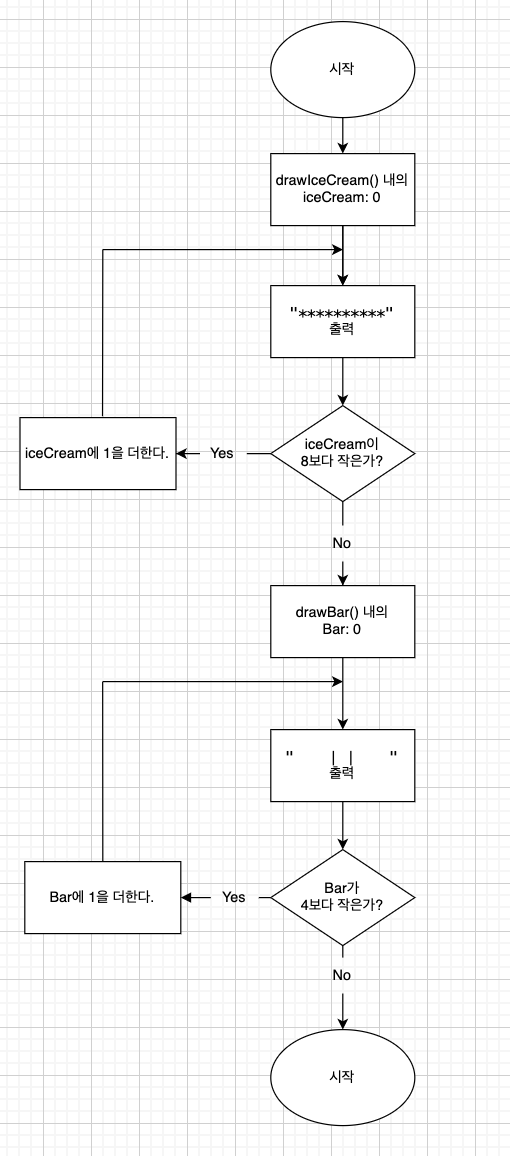 시작
drawIceCream() 내의
iceCream: 0
"**********"
출력
iceCream이
8보다 작은가?
Yes
iceCream에 1을 더한다.
No
drawBar() 내의
Bar: 0
"    | |    "
출력
Bar가
4보다 작은가?
Yes
Bar에 1을 더한다.
No
시작